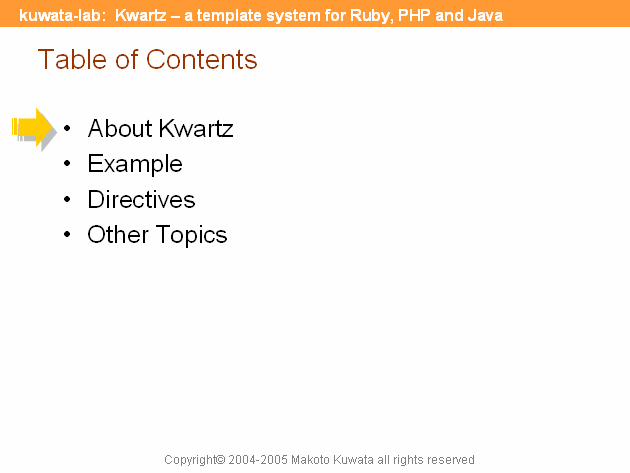 kuwata-lab: Kwartz – a template system for Ruby, PHP and Java
Table of Contents
• About Kwartz
• Example
• Directives
• Other Topics
Copyright© 2004-2005 Makoto Kuwata all rights reserved